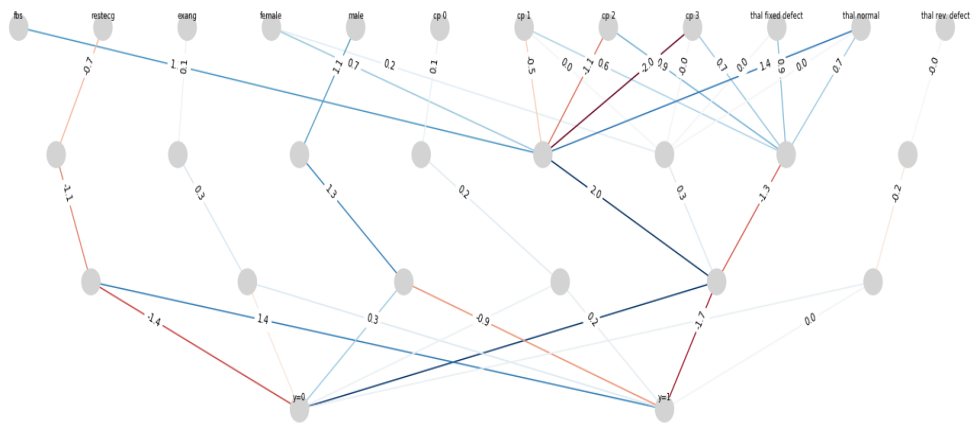 fbs restecg exang female male cp 0 cp 1 cp 2 cp 3 thal fixed defect thal normal thal rev. defect
-0.7 0.1 1.1 0.7 0.2 0.1 -0.5 0.0 -1.1 0.6 -2.0 0.9 -0.0 0.7 0.0 1.4 0.9 0.0 0.7 -0.0
-1.1 0.3 1.3 0.2 2.0 0.3 -1.3 -0.2
-1.4 1.4 0.3 -0.9 0.2 -1.7 0.0
y=0 y=1